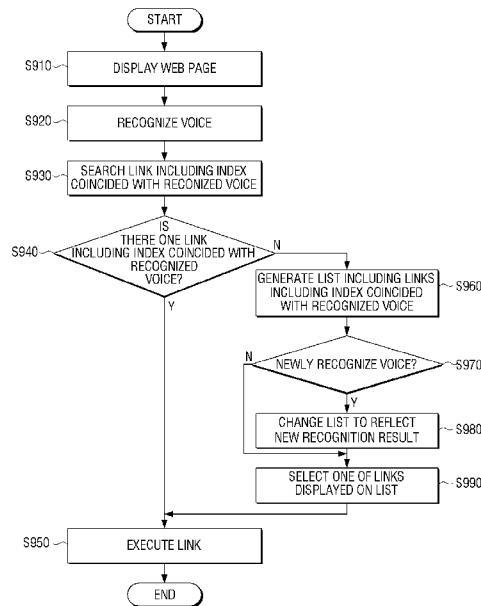 START
S910
DISPLAY WEB PAGE
S920
RECOGNIZE VOICE
S930
SEARCH LINK INCLUDING INDEX
COINCIDED WITH RECONIZED VOICE
S940
IS
THERE ONE LINK
INCLUDING INDEX COINCIDED WITH
RECOGNIZED
VOICE?
N
Y
GENERATE LIST INCLUDING LINKS
INCLUDING INDEX COINCIDED
WITH RECOGNIZED VOICE
S960
NEWLY RECOGNIZE VOICE?
S970
N
Y
CHANGE LIST TO REFLECT
NEW RECOGNITION RESULT
S980
SELECT ONE OF LINKS
DISPLAYED ON LIST
S990
S950
EXECUTE LINK
END